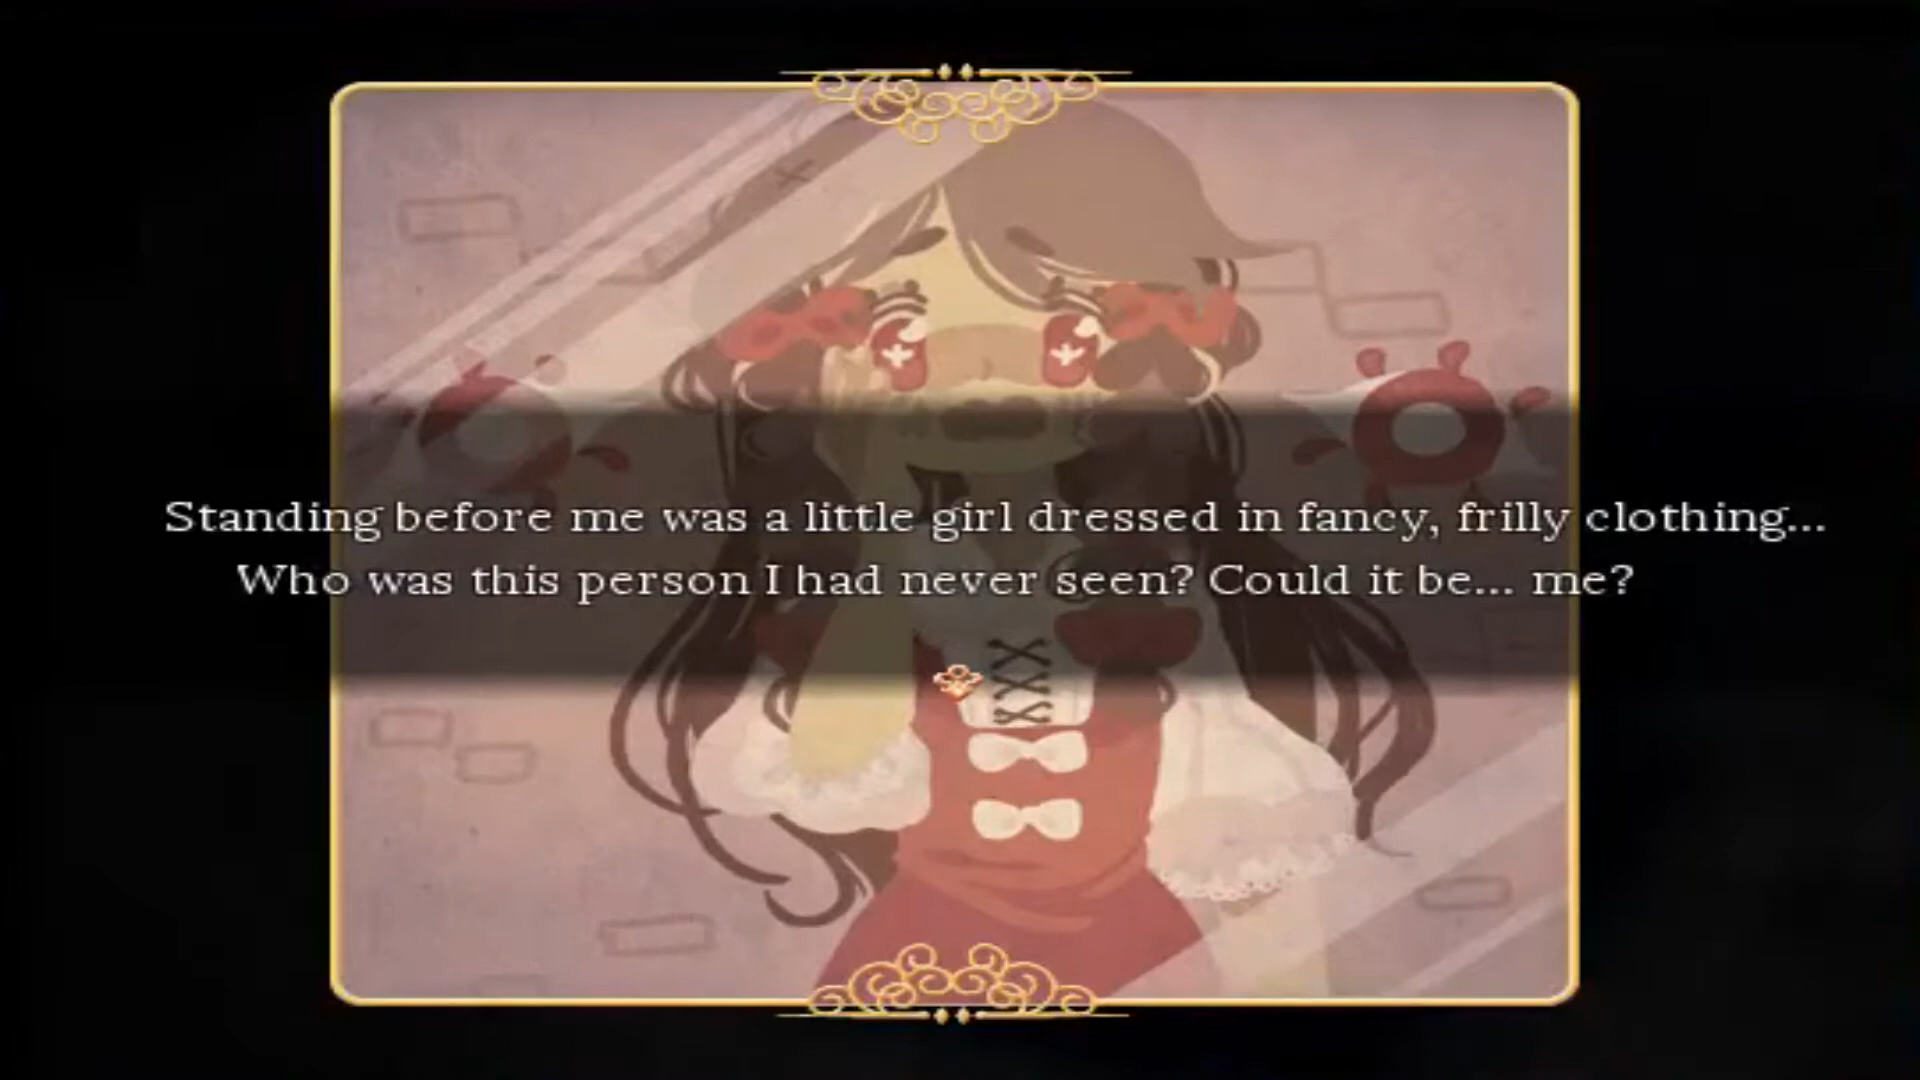 Standing before me was a little girl dressed in fancy, frilly clothing...
Who was this person I had never seen? Could it be... me?